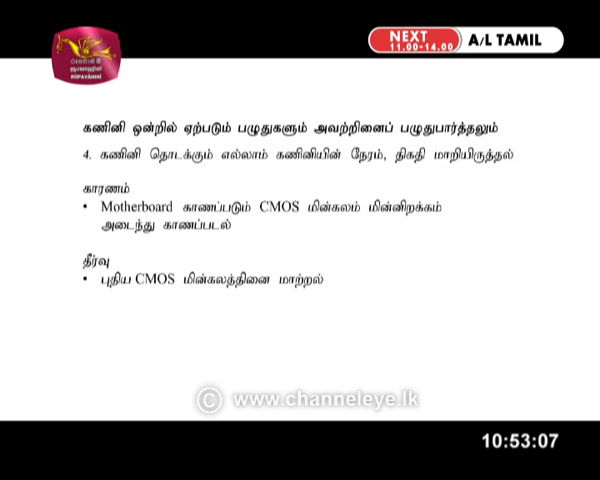 NEXT
11.00-14.00
A/L TAMIL
RUPAVAHINI
கணினி ஒன்றில் ஏற்படும் பழுதுகளும் அவற்றினைப் பழுதுபார்த்தலும்
4. கணினி தொடக்கும் எல்லாம் கணினியின் நேரம், திகதி மாறியிருத்தல்
காரணம்
• Motherboard காணப்படும் CMOS மின்கலம் மின்னிறக்கம்
அடைந்து காணப்படல்
தீர்வு
• புதிய CMOS மின்கலத்தினை மாற்றல்
© www.channeleye.lk
10:53:07